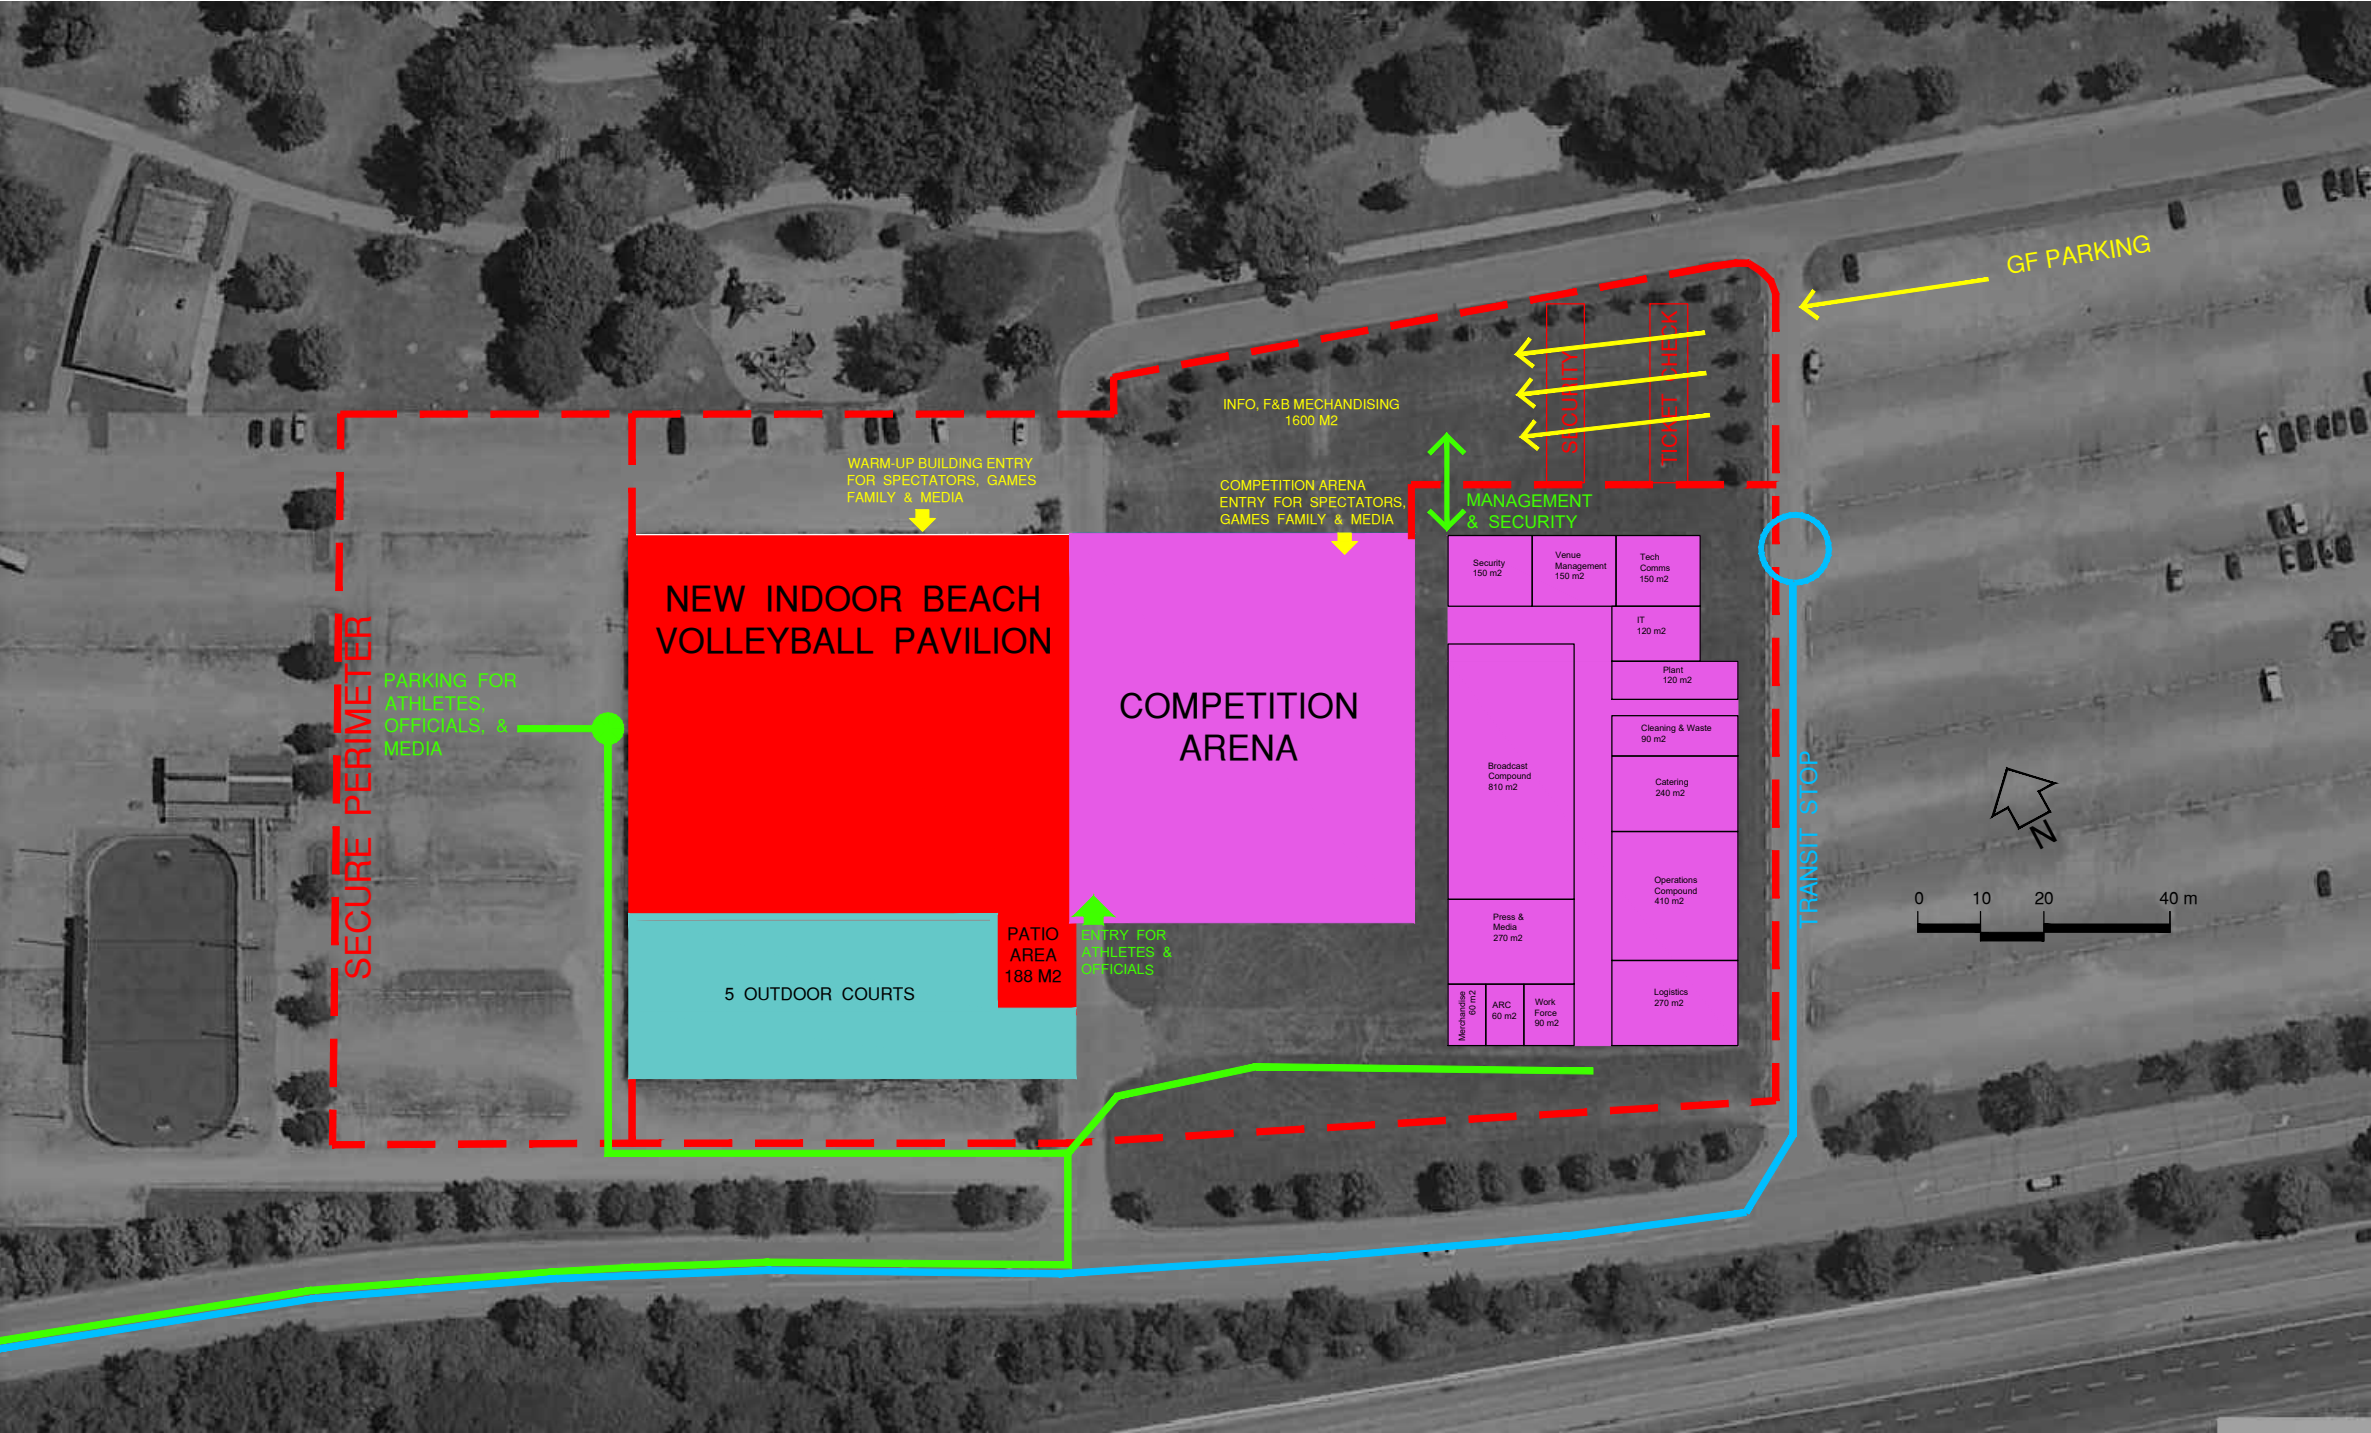 GF PARKING
SECURITY
TICKET CHECK
INFO, F&B MECHANDISING
1600 M2
WARM-UP BUILDING ENTRY
FOR SPECTATORS, GAMES
FAMILY & MEDIA
COMPETITION ARENA
ENTRY FOR SPECTATORS,
GAMES FAMILY & MEDIA
MANAGEMENT
& SECURITY
NEW INDOOR BEACH
VOLLEYBALL PAVILION
COMPETITION
ARENA
SECURE PERIMETER
PARKING FOR
ATHLETES,
OFFICIALS, &
MEDIA
PATIO
AREA
188 M2
5 OUTDOOR COURTS
ENTRY FOR
ATHLETES &
OFFICIALS
Security
150 m2
Venue
Management
150 m2
Tech
Comms
150 m2
IT
120 m2
Plant
120 m2
Cleaning & Waste
90 m2
Catering
240 m2
Broadcast
Compound
810 m2
Operations
Compound
410 m2
Press &
Media
270 m2
Logistics
270 m2
Merchandise
60 m2
ARC
60 m2
Work
Force
90 m2
TRANSIT STOP
N
0 10 20 40 m